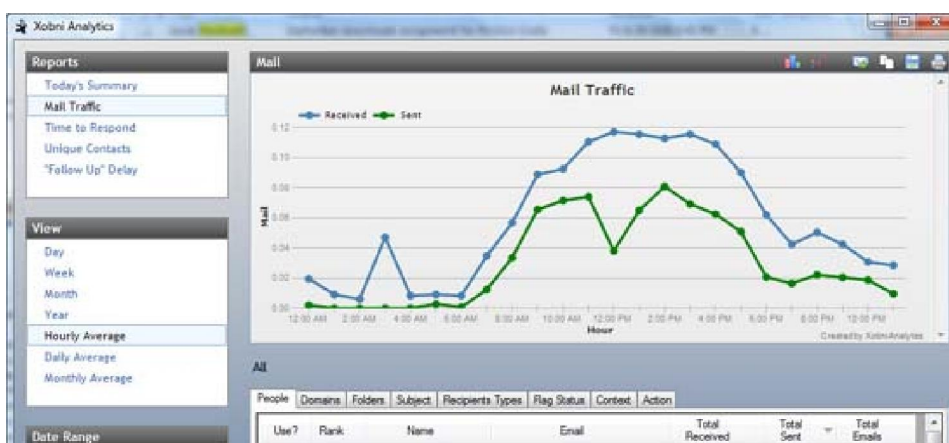 Xobni Analytics
Reports
Today's Summary
Mail Traffic
Time to Respond
Unique Contacts
"Follow Up" Delay
View
Day
Week
Month
Year
Hourly Average
Daily Average
Monthly Average
Date Range
Mail
Mail Traffic
Received Sent
0.12
0.10
0.08
0.06
0.04
0.02
0.00
Mail
12:00 AM 2:00 AM 4:00 AM 6:00 AM 8:00 AM 10:00 AM 12:00 PM 2:00 PM 4:00 PM 6:00 PM 8:00 PM 10:00 PM
Hour
Created by Xobni Analytics
All
People Domains Folders Subject Recipients Types Flag Status Context Action
Use? Rank Name Email Total Received Total Sent Total Emails